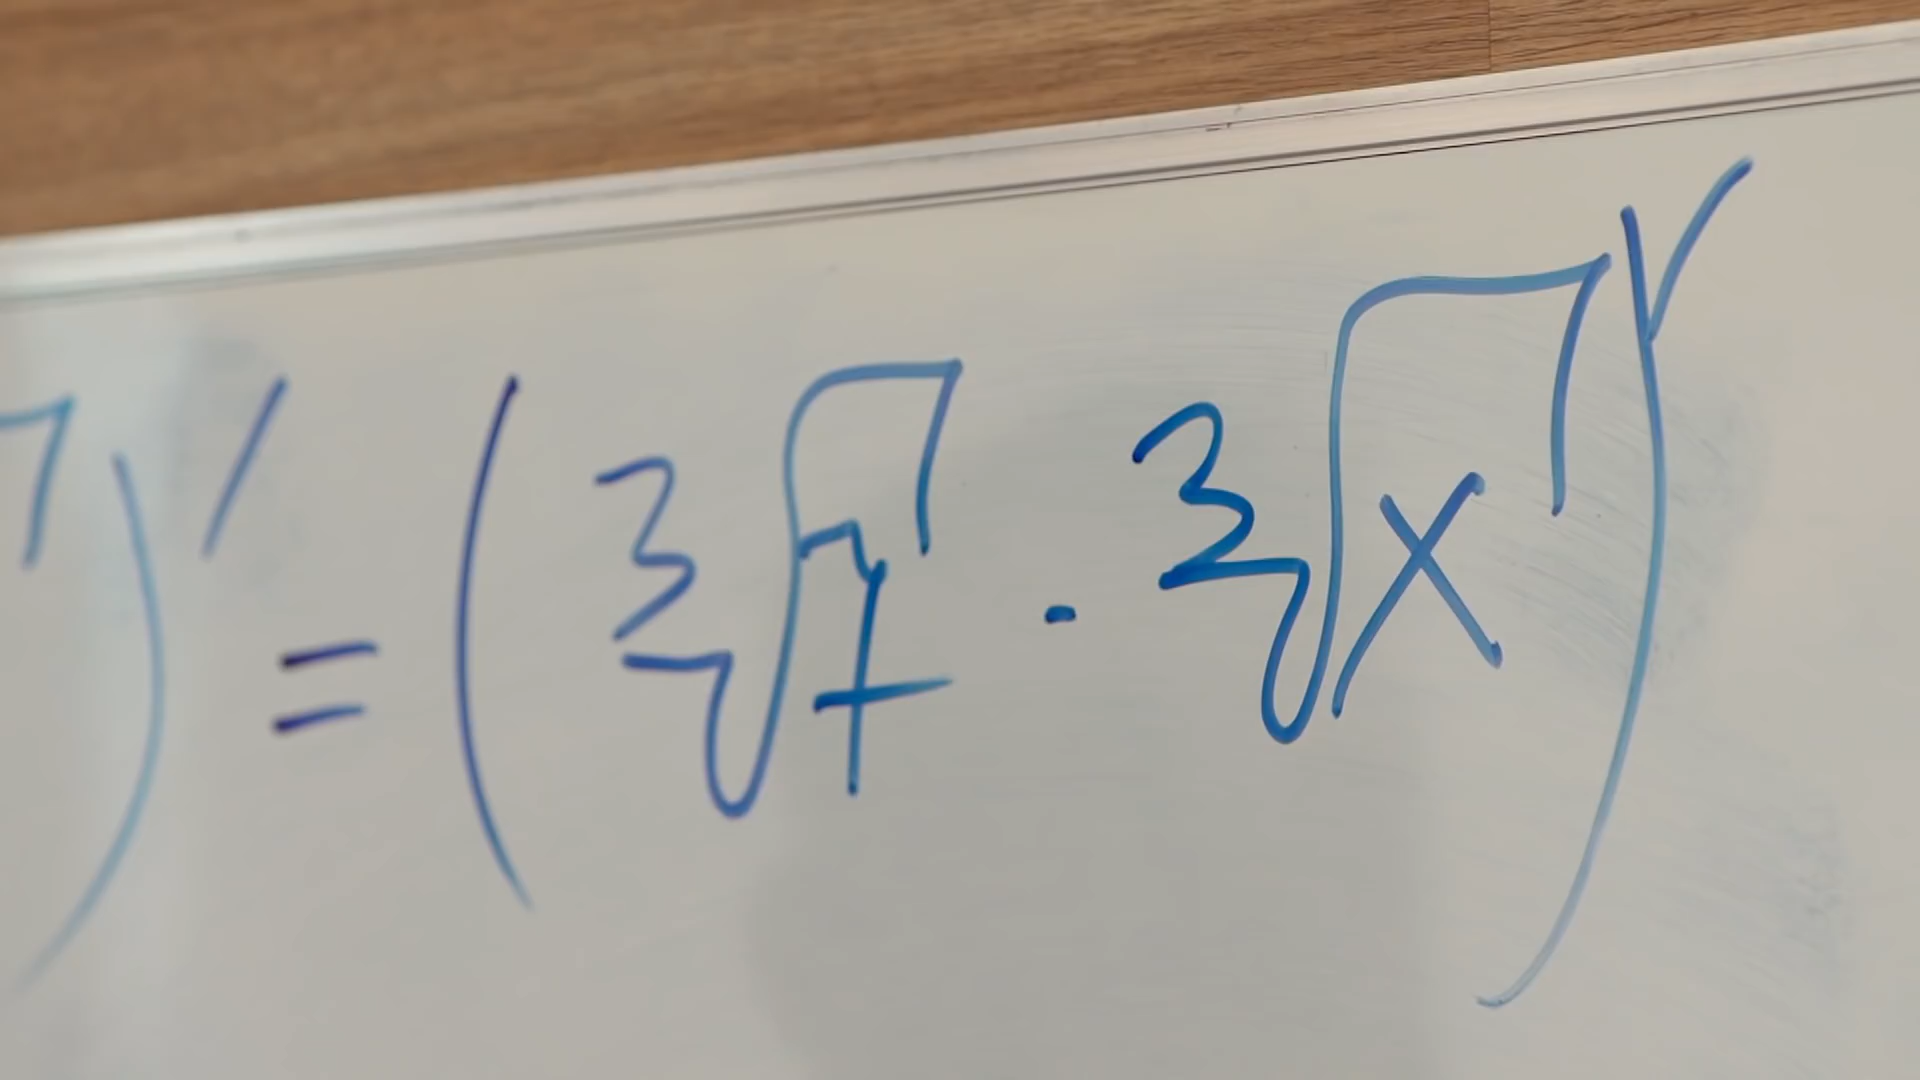 )' = (∛7 · ∛x)'